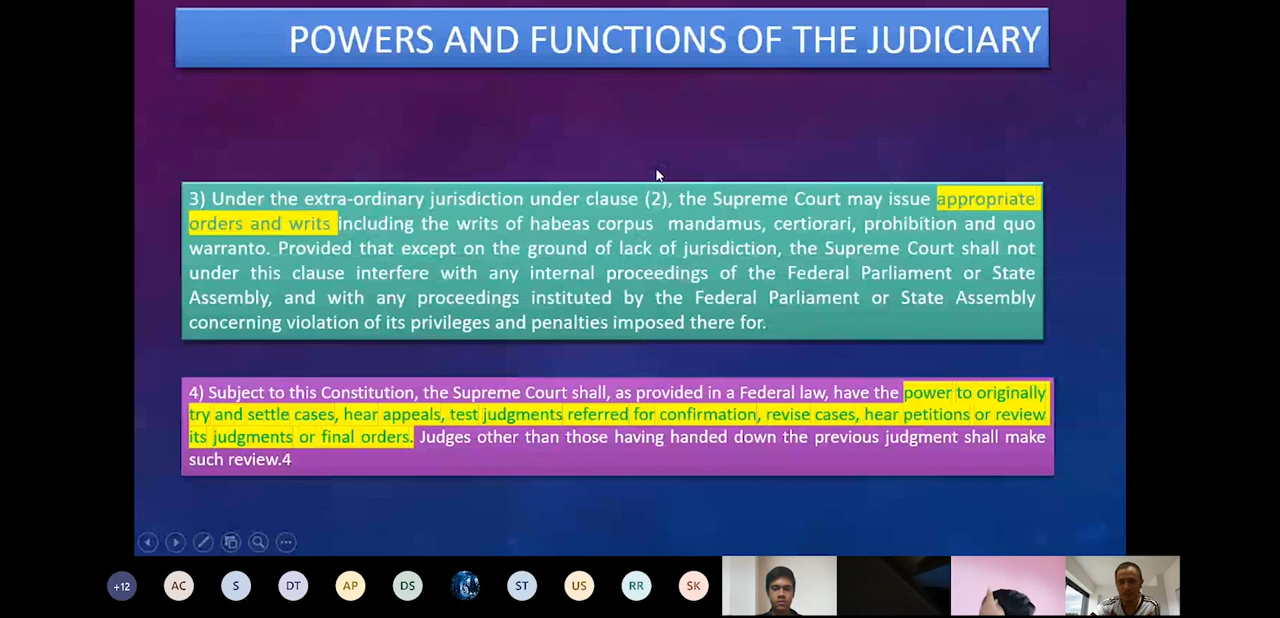 POWERS AND FUNCTIONS OF THE JUDICIARY
3) Under the extra-ordinary jurisdiction under clause (2), the Supreme Court may issue appropriate
orders and writs including the writs of habeas corpus mandamus, certiorari, prohibition and quo
warranto. Provided that except on the ground of lack of jurisdiction, the Supreme Court shall not
under this clause interfere with any internal proceedings of the Federal Parliament or State
Assembly, and with any proceedings instituted by the Federal Parliament or State Assembly
concerning violation of its privileges and penalties imposed there for.
4) Subject to this Constitution, the Supreme Court shall, as provided in a Federal law, have the power to originally
try and settle cases, hear appeals, test judgments referred for confirmation, revise cases, hear petitions or review
its judgments or final orders. Judges other than those having handed down the previous judgment shall make
such review.4
+12 AC S DT AP DS ST US RR SK